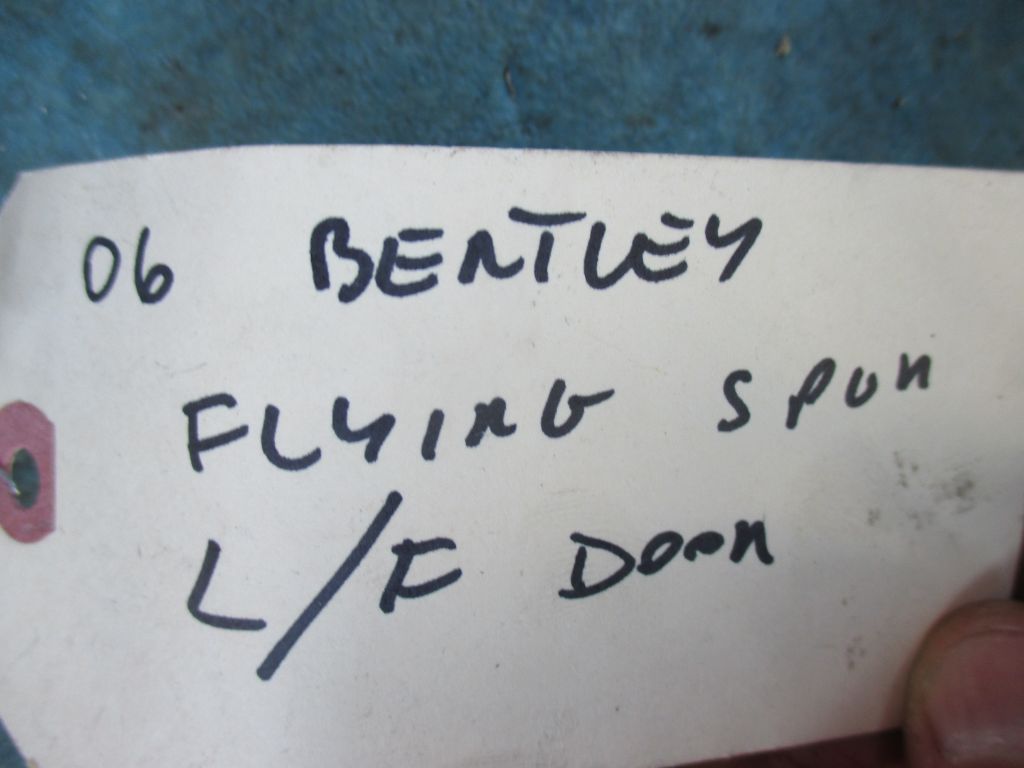 06 BENTLEY
FLYING SPUR
L/F DOOR